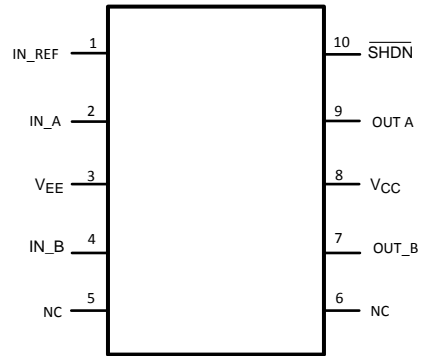 IN_REF 1 10 SHDN
IN_A 2 9 OUT A
VEE 3 8 VCC
IN_B 4 7 OUT_B
NC 5 6 NC